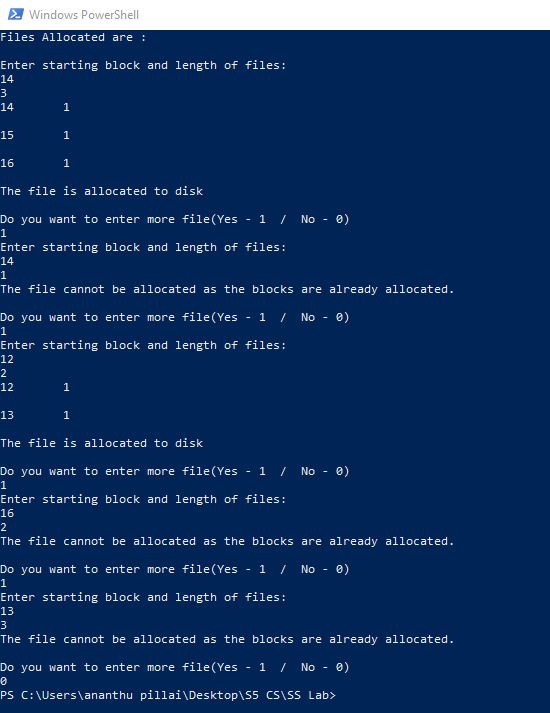 Windows PowerShell
Files Allocated are :
Enter starting block and length of files:
14
3
14       1
15       1
16       1
The file is allocated to disk
Do you want to enter more file(Yes - 1  /  No - 0)
1
Enter starting block and length of files:
14
1
The file cannot be allocated as the blocks are already allocated.
Do you want to enter more file(Yes - 1  /  No - 0)
1
Enter starting block and length of files:
12
2
12       1
13       1
The file is allocated to disk
Do you want to enter more file(Yes - 1  /  No - 0)
1
Enter starting block and length of files:
16
2
The file cannot be allocated as the blocks are already allocated.
Do you want to enter more file(Yes - 1  /  No - 0)
1
Enter starting block and length of files:
13
3
The file cannot be allocated as the blocks are already allocated.
Do you want to enter more file(Yes - 1  /  No - 0)
0
PS C:\Users\ananthu pillai\Desktop\S5 CS\SS Lab>